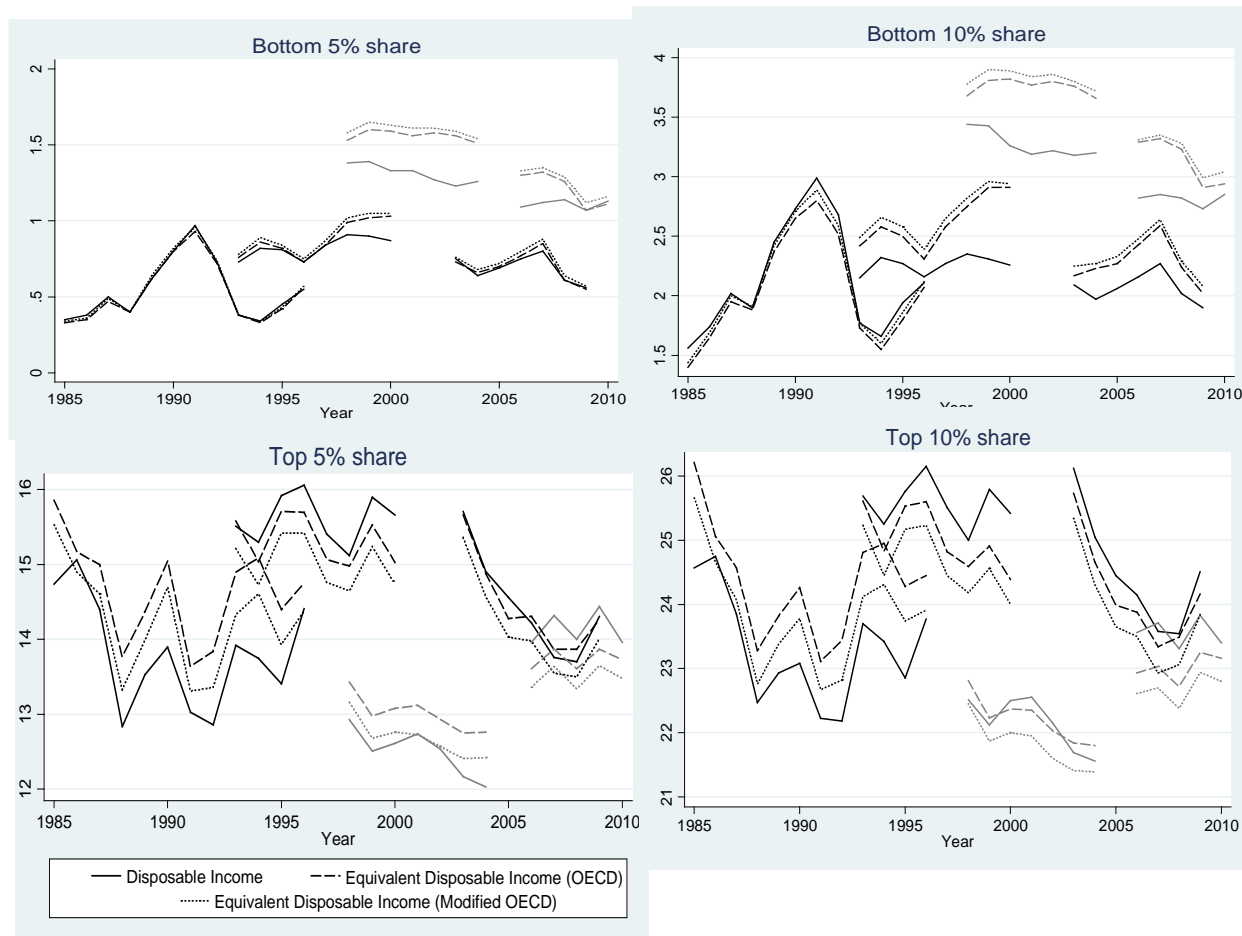 Bottom 5% share
2
1.5
1
.5
0
1985 1990 1995 2000 2005 2010
Year
Bottom 10% share
4
3.5
3
2.5
2
1.5
1985 1990 1995 2000 2005 2010
Year
Top 5% share
16
15
14
13
12
1985 1990 1995 2000 2005 2010
Year
Top 10% share
26
25
24
23
22
21
1985 1990 1995 2000 2005 2010
Year
Disposable Income Equivalent Disposable Income (OECD)
Equivalent Disposable Income (Modified OECD)